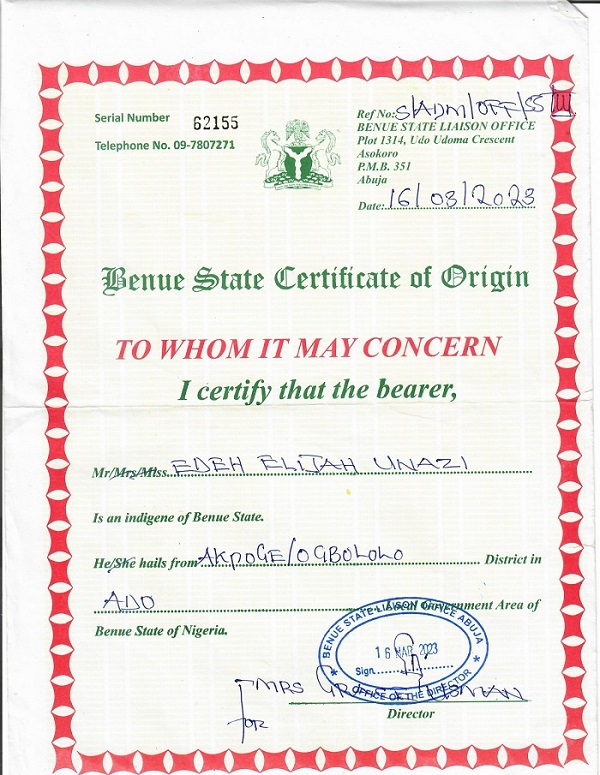 Serial Number 62155
Telephone No. 09-7807271
Ref No: S/ADM/OFF/55/III
BENUE STATE LIAISON OFFICE
Plot 1314, Udo Udoma Crescent
Asokoro
P.M.B. 351
Abuja
Date: 16/03/2023
Benue State Certificate of Origin
TO WHOM IT MAY CONCERN
I certify that the bearer,
Mr/Mrs/Miss. EDEH ELIJAH UNAZI
Is an indigene of Benue State.
He/She hails from AKPOGE/OGBOLOLO District in
ADO Local Government Area of
Benue State of Nigeria.
BENUE STATE LIAISON OFFICE ABUJA
16 MAR 2023
Sign.
OFFICE OF THE DIRECTOR
for MRS
Director